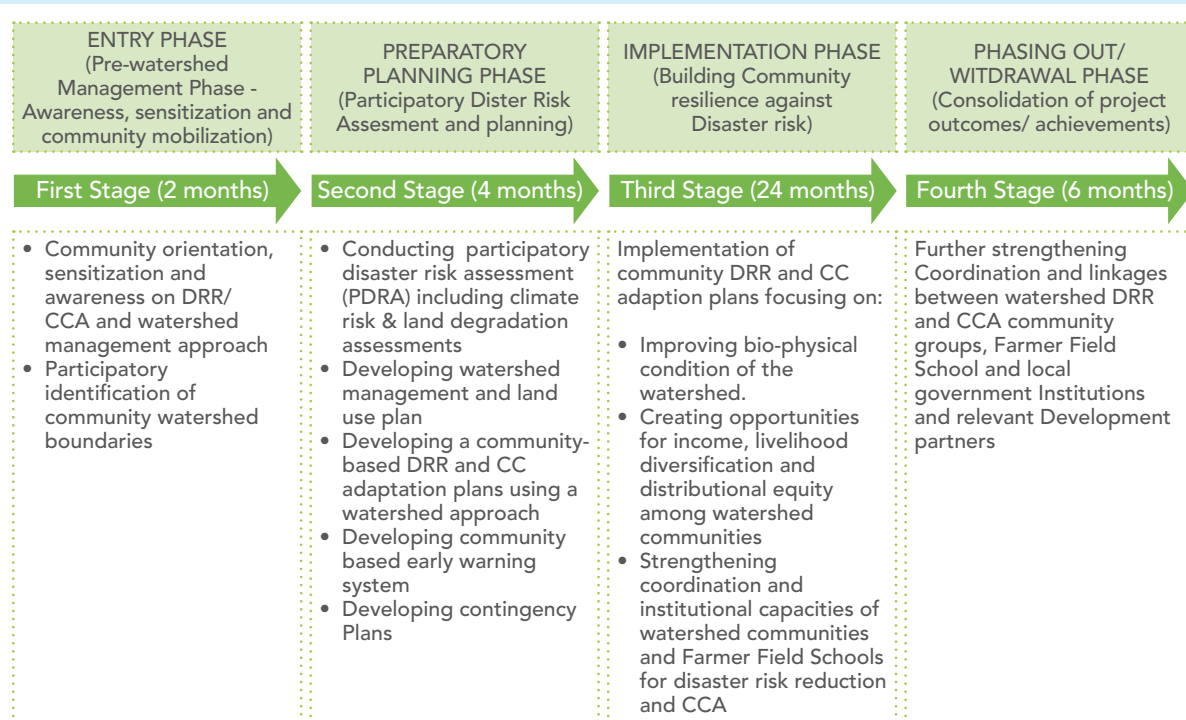 ENTRY PHASE
(Pre-watershed
Management Phase -
Awareness, sensitization and
community mobilization)
PREPARATORY
PLANNING PHASE
(Participatory Dister Risk
Assesment and planning)
IMPLEMENTATION PHASE
(Building Community
resilience against
Disaster risk)
PHASING OUT/
WITDRAWAL PHASE
(Consolidation of project
outcomes/ achievements)
First Stage (2 months)
Second Stage (4 months)
Third Stage (24 months)
Fourth Stage (6 months)
• Community orientation,
sensitization and
awareness on DRR/
CCA and watershed
management approach
• Participatory
identification of
community watershed
boundaries
• Conducting participatory
disaster risk assessment
(PDRA) including climate
risk & land degradation
assessments
• Developing watershed
management and land
use plan
• Developing a community-
based DRR and CC
adaptation plans using a
watershed approach
• Developing community
based early warning
system
• Developing contingency
Plans
Implementation of
community DRR and CC
adaption plans focusing on:
• Improving bio-physical
condition of the
watershed.
• Creating opportunities
for income, livelihood
diversification and
distributional equity
among watershed
communities
• Strengthening
coordination and
institutional capacities of
watershed communities
and Farmer Field Schools
for disaster risk reduction
and CCA
Further strengthening
Coordination and linkages
between watershed DRR
and CCA community
groups, Farmer Field
School and local
government Institutions
and relevant Development
partners